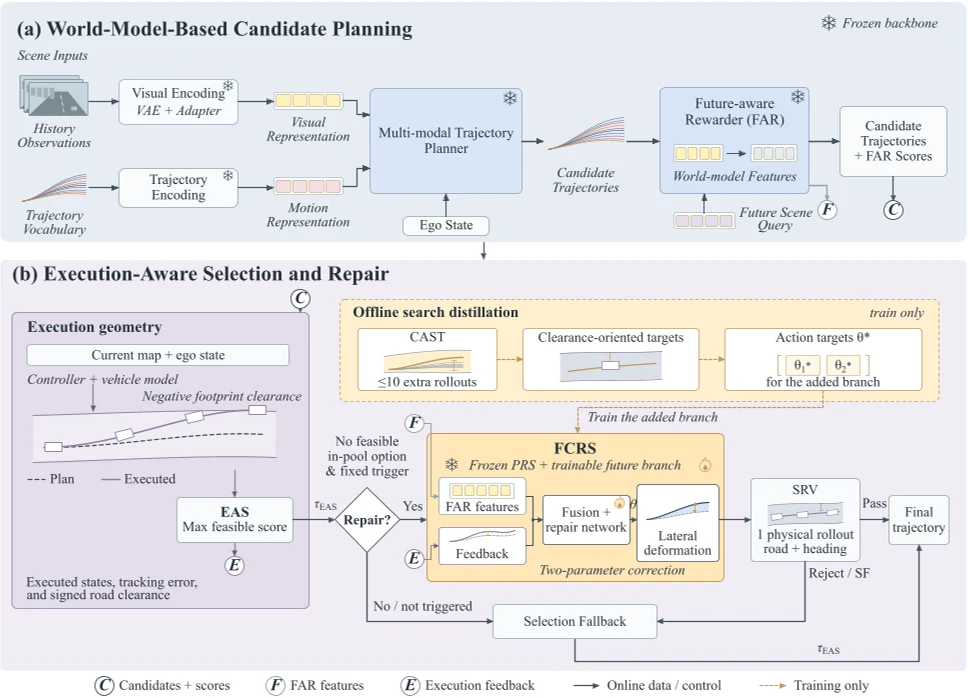 (a) World-Model-Based Candidate Planning
Frozen backbone
Scene Inputs
History
Observations
Visual Encoding
VAE + Adapter
Visual
Representation
Trajectory
Vocabulary
Trajectory
Encoding
Motion
Representation
Multi-modal Trajectory
Planner
Ego State
Candidate
Trajectories
Future-aware
Rewarder (FAR)
World-model Features
Future Scene
Query
F
Candidate
Trajectories
+ FAR Scores
C
(b) Execution-Aware Selection and Repair
C
Execution geometry
Current map + ego state
Controller + vehicle model
Negative footprint clearance
Plan
Executed
EAS
Max feasible score
E
Executed states, tracking error,
and signed road clearance
Offline search distillation
train only
CAST
≤10 extra rollouts
Clearance-oriented targets
Action targets θ*
[ θ₁* θ₂* ]
for the added branch
Train the added branch
No feasible
in-pool option
& fixed trigger
τEAS
Repair?
Yes
F
E
FCRS
Frozen PRS + trainable future branch
FAR features
Feedback
Fusion +
repair network
θ
Lateral
deformation
Two-parameter correction
SRV
1 physical rollout
road + heading
Pass
Final
trajectory
Reject / SF
No / not triggered
Selection Fallback
τEAS
C Candidates + scores
F FAR features
E Execution feedback
Online data / control
Training only